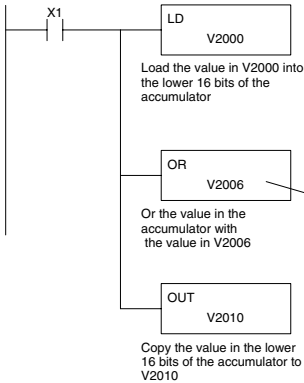 X1
LD
V2000
Load the value in V2000 into
the lower 16 bits of the
accumulator
OR
V2006
Or the value in the
accumulator with
the value in V2006
OUT
V2010
Copy the value in the lower
16 bits of the accumulator to
V2010